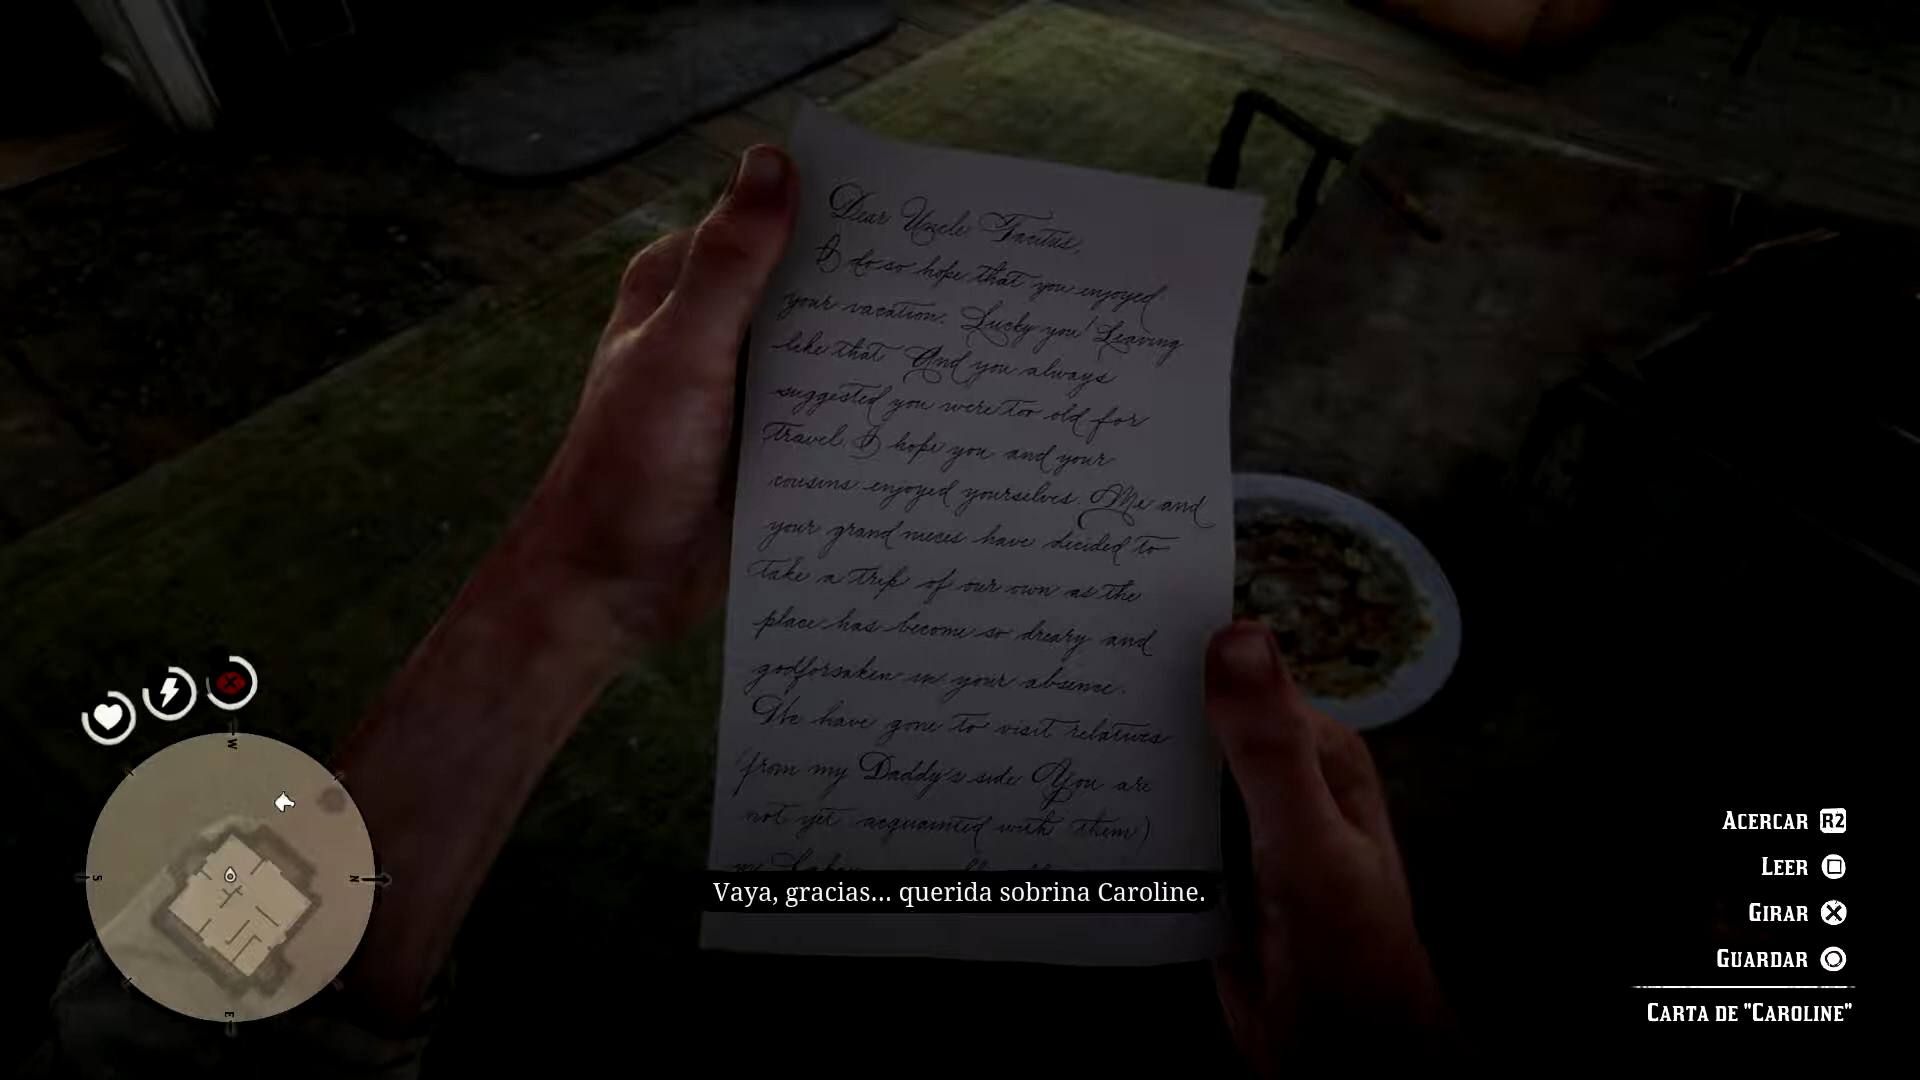 Dear Uncle Tacitus,
I do so hope that you enjoyed
your vacation. Lucky you! Leaving
like that. And you always
suggested you were too old for
travel. I hope you and your
cousins enjoyed yourselves. Me and
your grand nieces have decided to
take a trip of our own as the
place has become so dreary and
godforsaken in your absence.
We have gone to visit relatives
from my Daddy's side (You are
not yet acquainted with them)
Vaya, gracias... querida sobrina Caroline.
W
S
N
E
ACERCAR R2
LEER
GIRAR
GUARDAR
CARTA DE "CAROLINE"